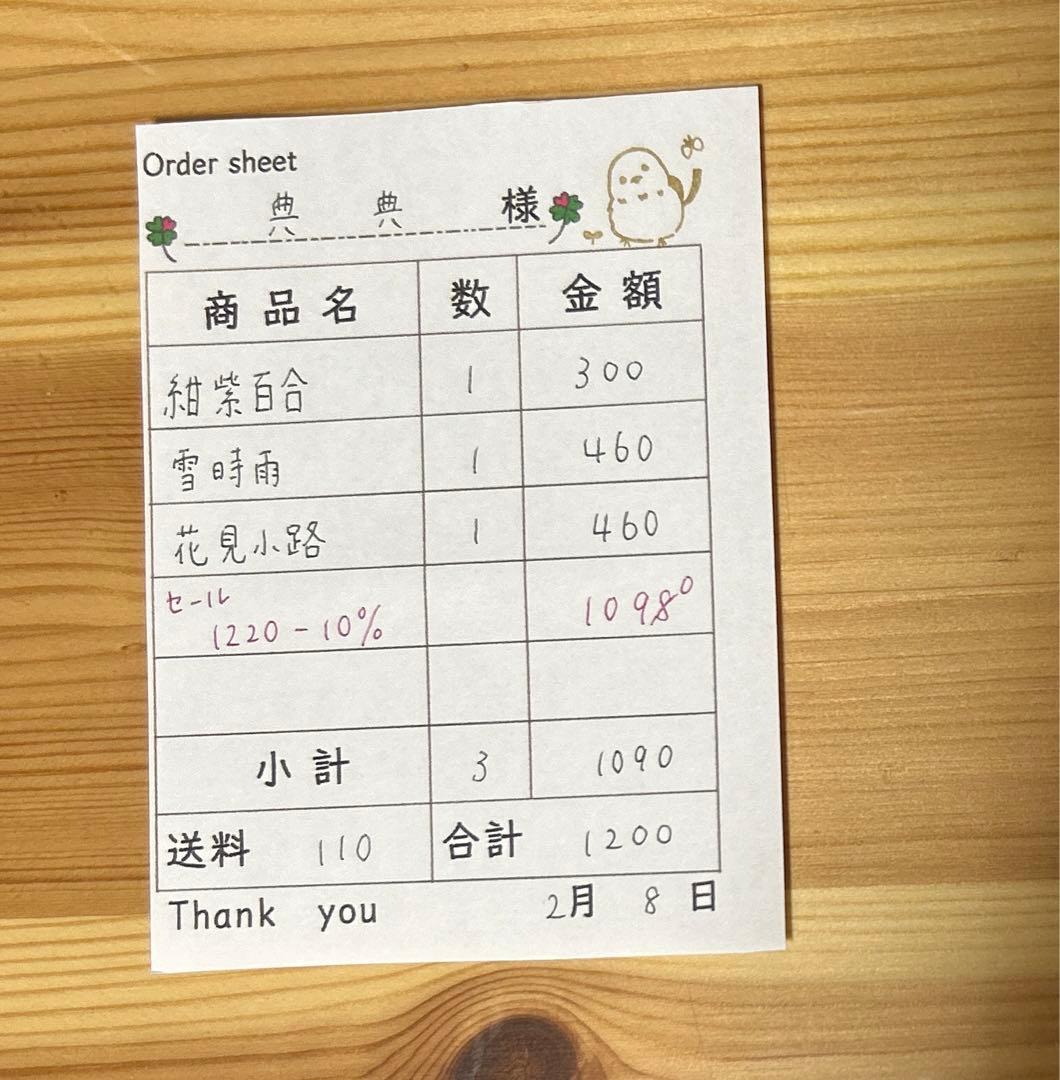 Order sheet
典 典 様
商品名 数 金額
紺紫百合 1 300
雪時雨 1 460
花見小路 1 460
セール
1220-10% 1098⁰
小計 3 1090
送料 110 合計 1200
Thank you 2月 8日